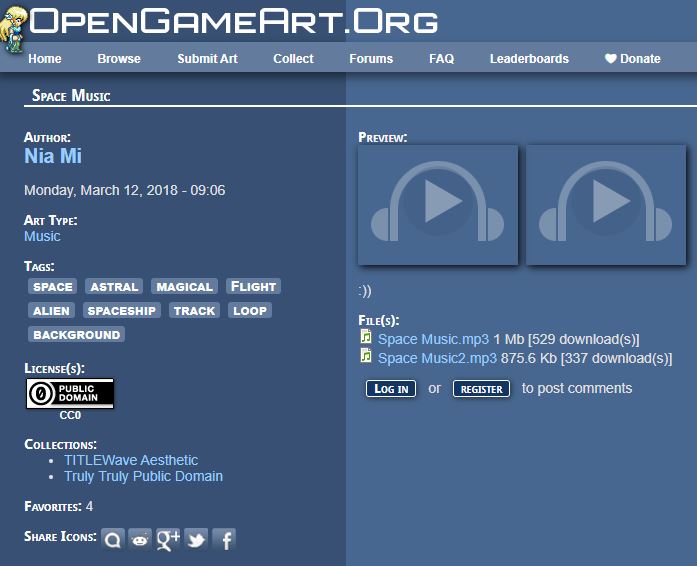 OpenGameArt.Org
Home Browse Submit Art Collect Forums FAQ Leaderboards Donate
Space Music
Author:
Nia Mi
Monday, March 12, 2018 - 09:06
Art Type:
Music
Tags:
space astral magical Flight
alien spaceship track loop
background
License(s):
0 PUBLIC DOMAIN
CC0
Collections:
TITLEWave Aesthetic
Truly Truly Public Domain
Favorites: 4
Share Icons: g+ f
Preview:
:))
File(s):
Space Music.mp3 1 Mb [529 download(s)]
Space Music2.mp3 875.6 Kb [337 download(s)]
Log in or register to post comments